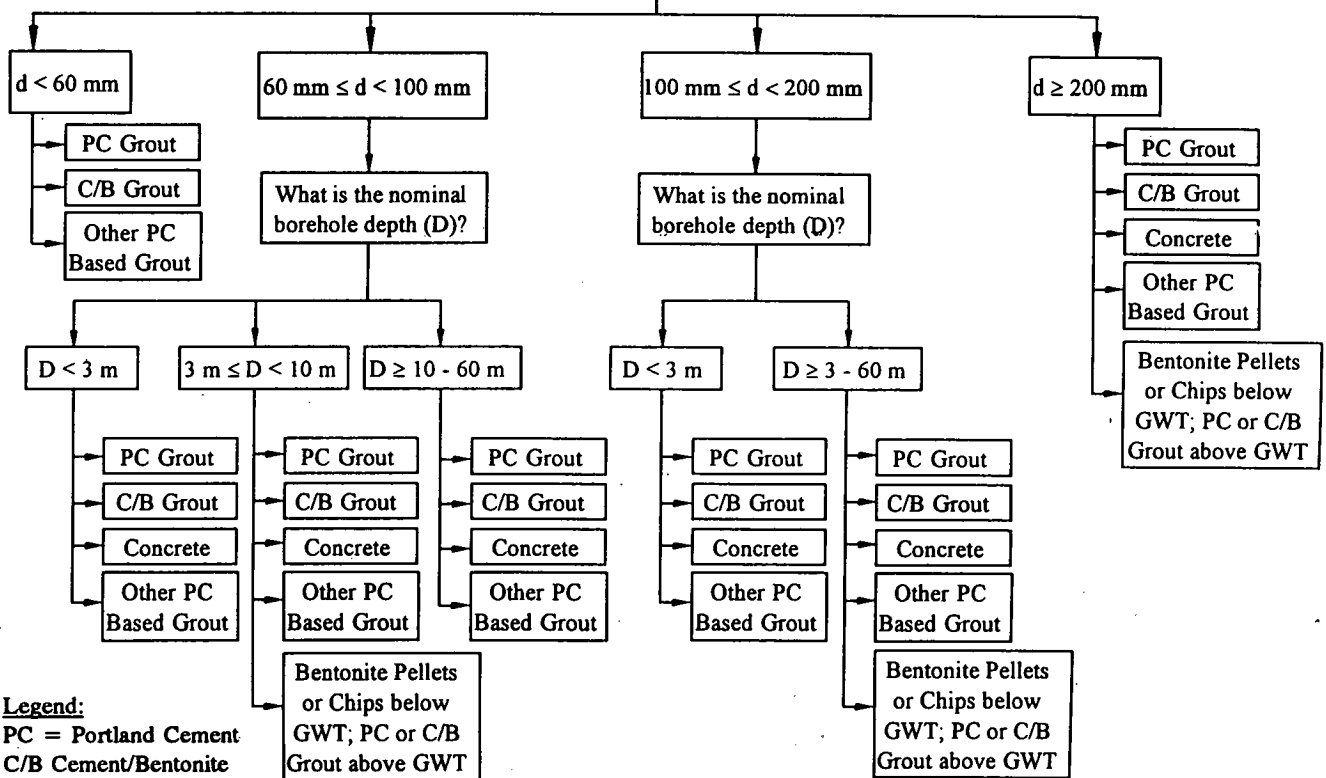 d < 60 mm
60 mm ≤ d < 100 mm
100 mm ≤ d < 200 mm
d ≥ 200 mm
PC Grout
C/B Grout
Other PC
Based Grout
What is the nominal
borehole depth (D)?
What is the nominal
borehole depth (D)?
PC Grout
C/B Grout
Concrete
Other PC
Based Grout
Bentonite Pellets
or Chips below
GWT; PC or C/B
Grout above GWT
D < 3 m
3 m ≤ D < 10 m
D ≥ 10 - 60 m
D < 3 m
D ≥ 3 - 60 m
PC Grout
C/B Grout
Concrete
Other PC
Based Grout
PC Grout
C/B Grout
Concrete
Other PC
Based Grout
Bentonite Pellets
or Chips below
GWT; PC or C/B
Grout above GWT
PC Grout
C/B Grout
Concrete
Other PC
Based Grout
PC Grout
C/B Grout
Concrete
Other PC
Based Grout
PC Grout
C/B Grout
Concrete
Other PC
Based Grout
Bentonite Pellets
or Chips below
GWT; PC or C/B
Grout above GWT
Legend:
PC = Portland Cement
C/B Cement/Bentonite